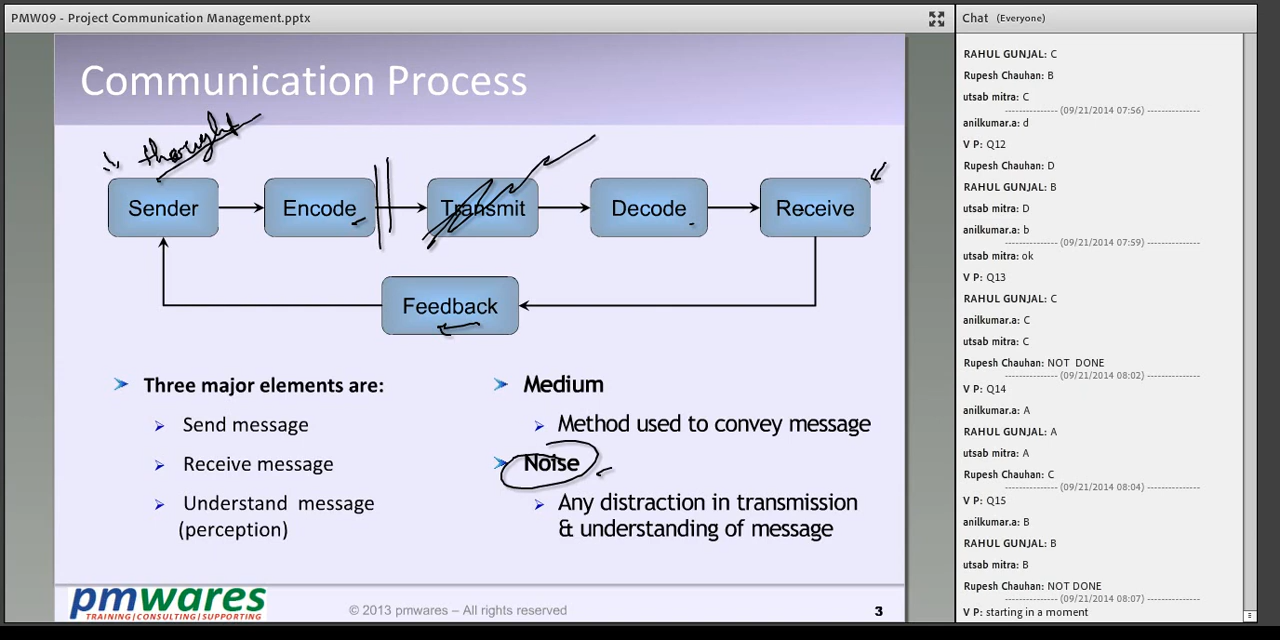 PMW09 - Project Communication Management.pptx
Communication Process
thought
Sender
Encode
Transmit
Decode
Receive
Feedback
Three major elements are:
Send message
Receive message
Understand message
(perception)
Medium
Method used to convey message
Noise
Any distraction in transmission
& understanding of message
pmwares
TRAINING|CONSULTING|SUPPORTING
© 2013 pmwares – All rights reserved
3
Chat (Everyone)
RAHUL GUNJAL: C
Rupesh Chauhan: B
utsab mitra: C
--------------- (09/21/2014 07:56) ---------------
anilkumar.a: d
V P: Q12
Rupesh Chauhan: D
RAHUL GUNJAL: B
utsab mitra: D
anilkumar.a: b
--------------- (09/21/2014 07:59) ---------------
utsab mitra: ok
V P: Q13
RAHUL GUNJAL: C
anilkumar.a: C
utsab mitra: C
Rupesh Chauhan: NOT DONE
--------------- (09/21/2014 08:02) ---------------
V P: Q14
anilkumar.a: A
RAHUL GUNJAL: A
utsab mitra: A
Rupesh Chauhan: C
--------------- (09/21/2014 08:04) ---------------
V P: Q15
anilkumar.a: B
RAHUL GUNJAL: B
utsab mitra: B
Rupesh Chauhan: NOT DONE
--------------- (09/21/2014 08:07) ---------------
V P: starting in a moment